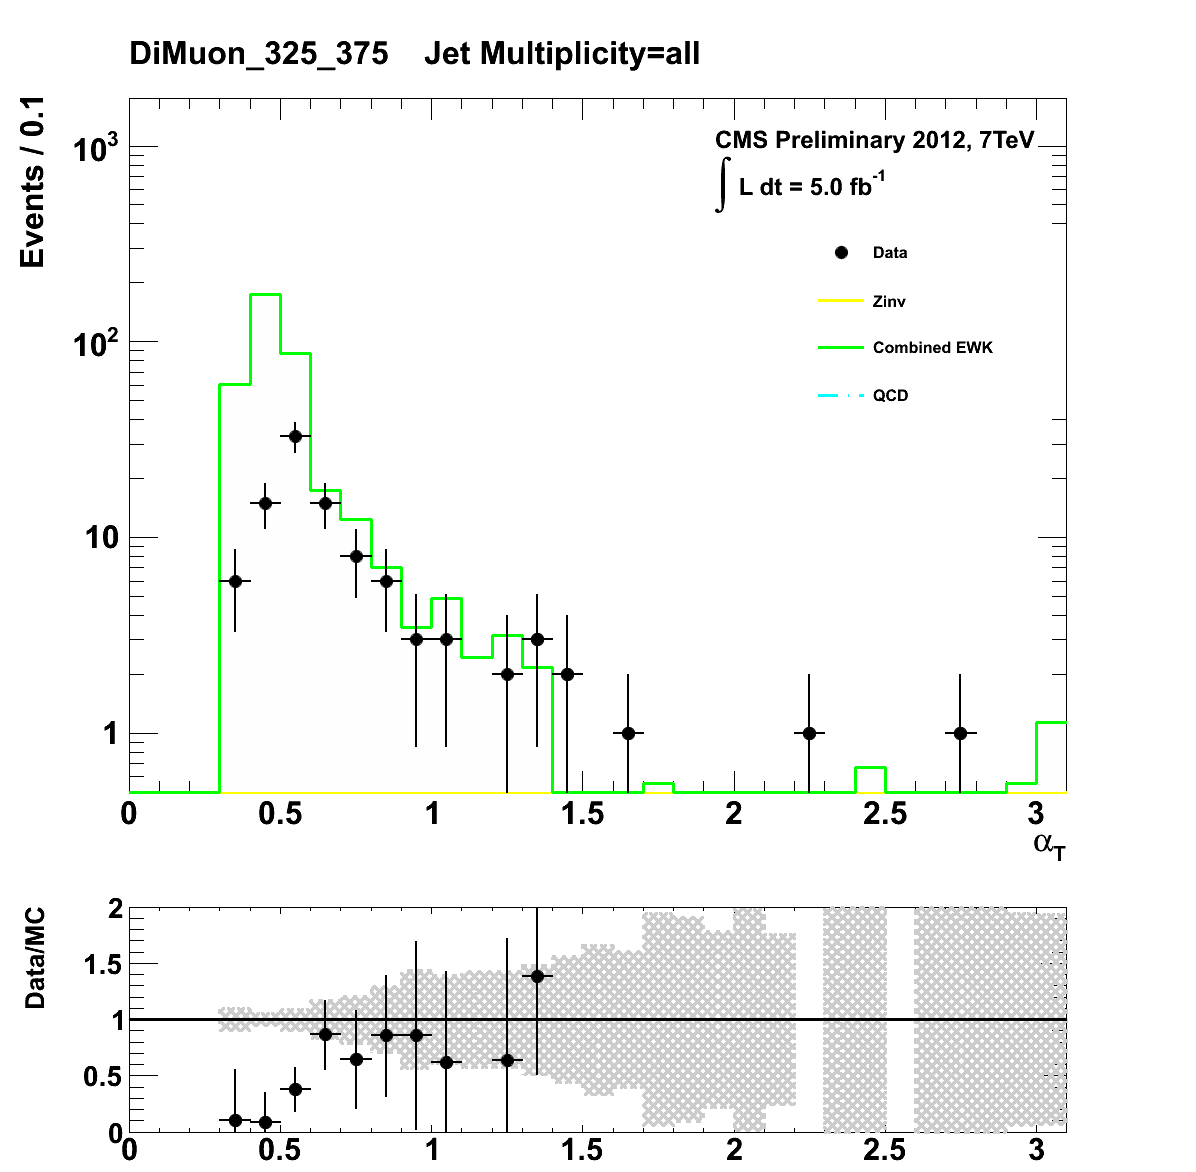 DiMuon_325_375 Jet Multiplicity=all
Events / 0.1
CMS Preliminary 2012, 7TeV
∫ L dt = 5.0 fb⁻¹
Data
Zinv
Combined EWK
QCD
10³
10²
10
1
0 0.5 1 1.5 2 2.5 3
αT
Data/MC
2
1.5
1
0.5
0
0 0.5 1 1.5 2 2.5 3